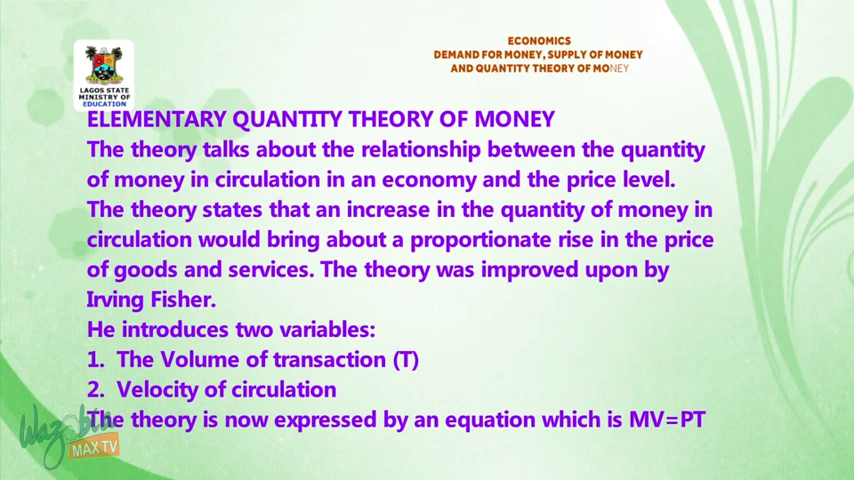 ECONOMICS
DEMAND FOR MONEY, SUPPLY OF MONEY
AND QUANTITY THEORY OF MONEY
LAGOS STATE
MINISTRY OF
EDUCATION
ELEMENTARY QUANTITY THEORY OF MONEY
The theory talks about the relationship between the quantity
of money in circulation in an economy and the price level.
The theory states that an increase in the quantity of money in
circulation would bring about a proportionate rise in the price
of goods and services. The theory was improved upon by
Irving Fisher.
He introduces two variables:
1. The Volume of transaction (T)
2. Velocity of circulation
The theory is now expressed by an equation which is MV=PT
Wazobia
MAX TV